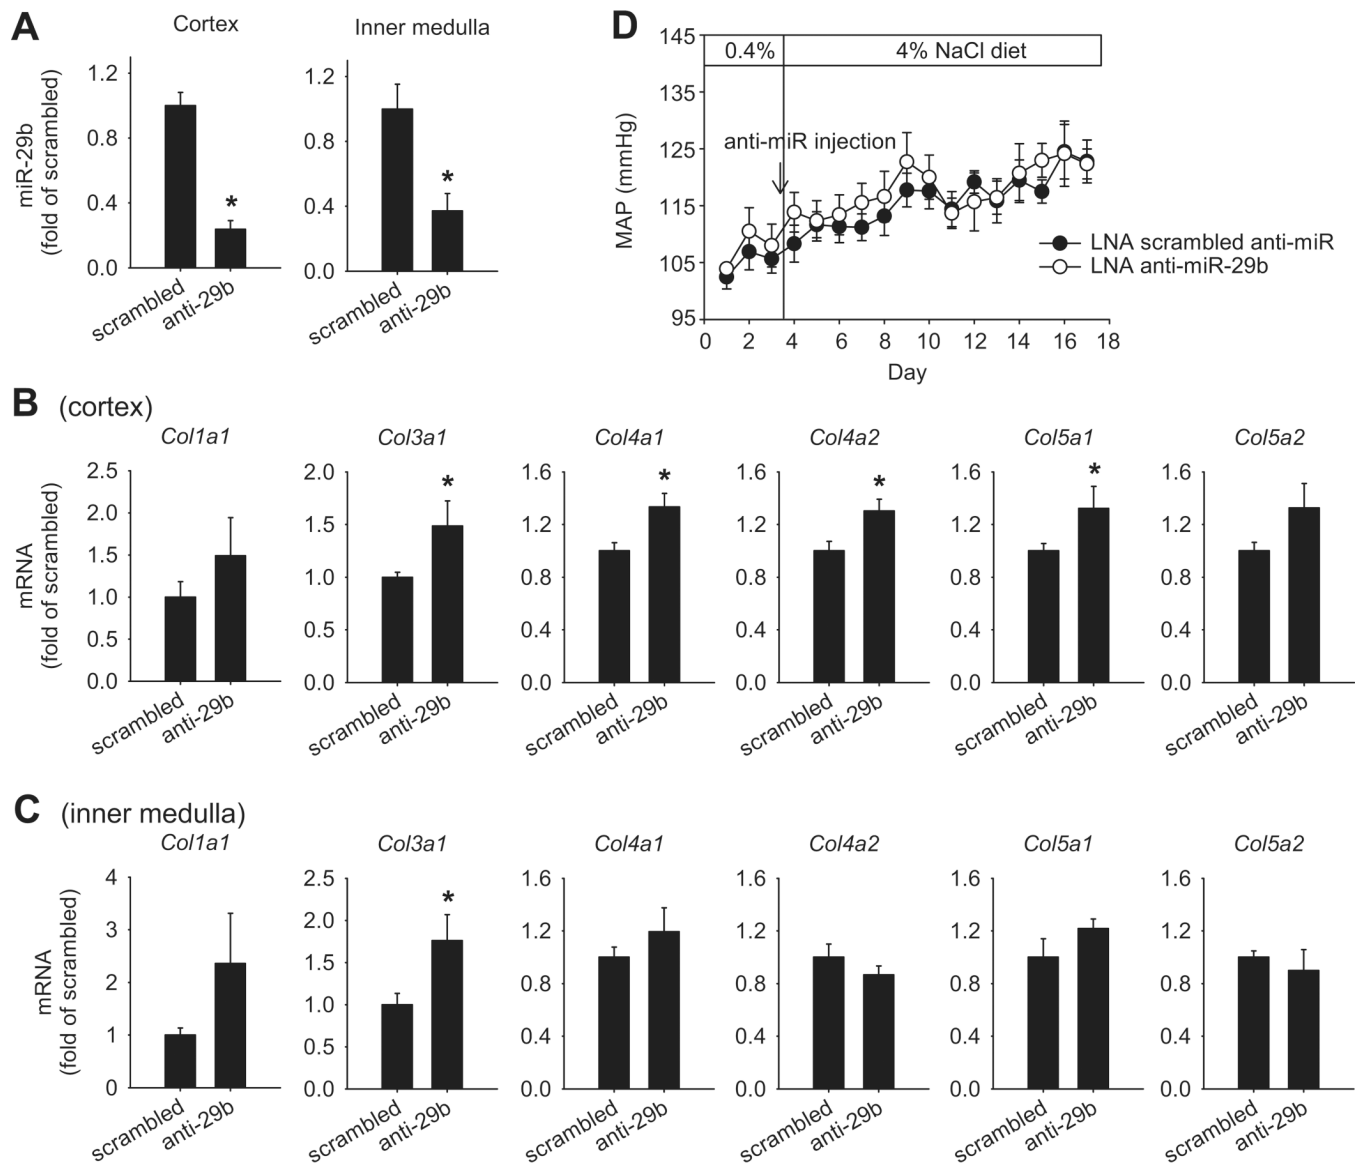 A
Cortex
Inner medulla
miR-29b
(fold of scrambled)
1.2
0.8
0.4
0.0
*
scrambled
anti-29b
1.2
0.8
0.4
0.0
*
scrambled
anti-29b
D
145
135
125
115
105
95
MAP (mmHg)
0.4%
4% NaCl diet
anti-miR injection
LNA scrambled anti-miR
LNA anti-miR-29b
0 2 4 6 8 10 12 14 16 18
Day
B (cortex)
Col1a1
mRNA
(fold of scrambled)
2.5
2.0
1.5
1.0
0.5
0.0
scrambled
anti-29b
Col3a1
2.0
1.5
1.0
0.5
0.0
*
scrambled
anti-29b
Col4a1
1.6
1.2
0.8
0.4
0.0
*
scrambled
anti-29b
Col4a2
1.6
1.2
0.8
0.4
0.0
*
scrambled
anti-29b
Col5a1
1.6
1.2
0.8
0.4
0.0
*
scrambled
anti-29b
Col5a2
1.6
1.2
0.8
0.4
0.0
scrambled
anti-29b
C (inner medulla)
Col1a1
mRNA
(fold of scrambled)
4
3
2
1
0
scrambled
anti-29b
Col3a1
2.5
2.0
1.5
1.0
0.5
0.0
*
scrambled
anti-29b
Col4a1
1.6
1.2
0.8
0.4
0.0
scrambled
anti-29b
Col4a2
1.6
1.2
0.8
0.4
0.0
scrambled
anti-29b
Col5a1
1.6
1.2
0.8
0.4
0.0
scrambled
anti-29b
Col5a2
1.6
1.2
0.8
0.4
0.0
scrambled
anti-29b